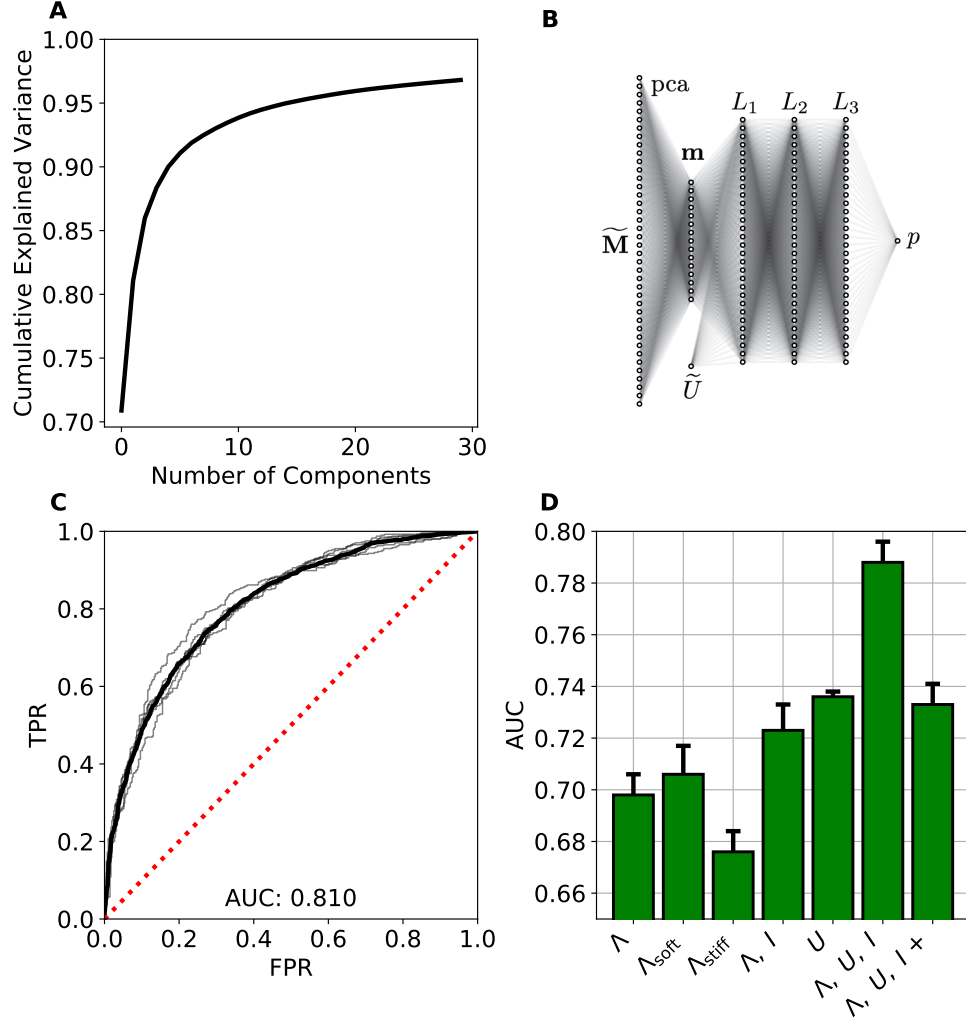 A
1.00
0.95
0.90
0.85
0.80
0.75
0.70
Cumulative Explained Variance
0 10 20 30
Number of Components
B
pca
L₁ L₂ L₃
m
M̃
p
Ũ
C
1.0
0.8
0.6
0.4
0.2
0.0
TPR
AUC: 0.810
0.0 0.2 0.4 0.6 0.8 1.0
FPR
D
0.80
0.78
0.76
0.74
0.72
0.70
0.68
0.66
AUC
Λ
Λsoft
Λstiff
Λ, I
U
Λ, U, I
Λ, U, I +